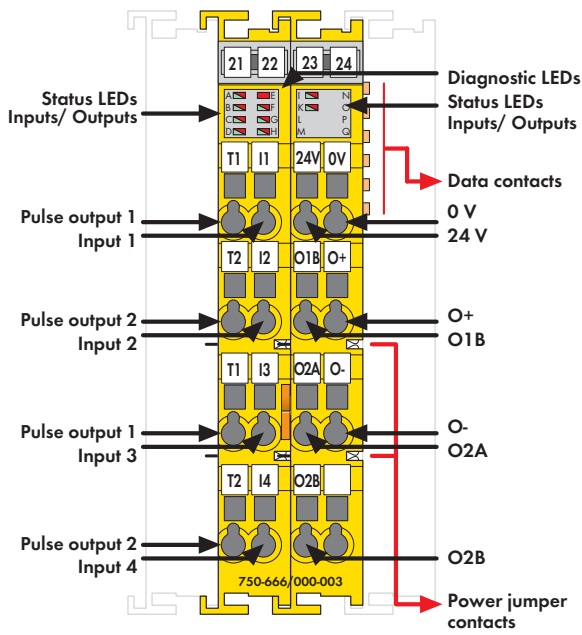 21 22 23 24
Diagnostic LEDs
Status LEDs
Inputs/ Outputs
Status LEDs
Inputs/ Outputs
A E I N
B F K O
C G L P
D H M Q
T1 I1 24V 0V
Data contacts
Pulse output 1
Input 1
0 V
24 V
T2 I2 O1B O+
Pulse output 2
Input 2
O+
O1B
T1 I3 O2A O-
Pulse output 1
Input 3
O-
O2A
T2 I4 O2B
Pulse output 2
Input 4
O2B
750-666/000-003
Power jumper
contacts